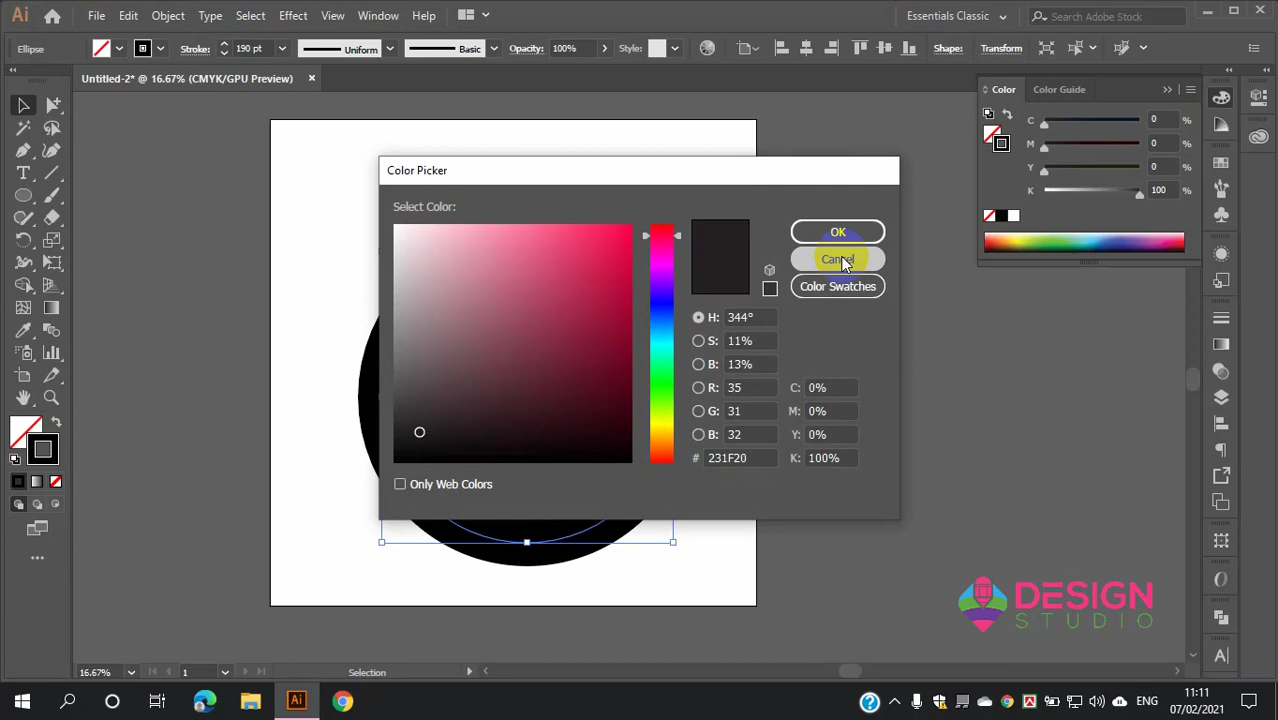 Ai File Edit Object Type Select Effect View Window Help Essentials Classic Search Adobe Stock
Ellipse Stroke: 190 pt Uniform Basic Opacity: 100% Style: Shape: Transform
Untitled-2* @ 16.67% (CMYK/GPU Preview)
Color Color Guide
C 0 %
M 0 %
Y 0 %
K 100 %
Color Picker
Select Color:
OK
Cancel
Color Swatches
H: 344°
S: 11%
B: 13%
R: 35 C: 0%
G: 31 M: 0%
B: 32 Y: 0%
# 231F20 K: 100%
Only Web Colors
DESIGN
STUDIO
16.67% 1 Selection
Ai ENG 11:11
07/02/2021